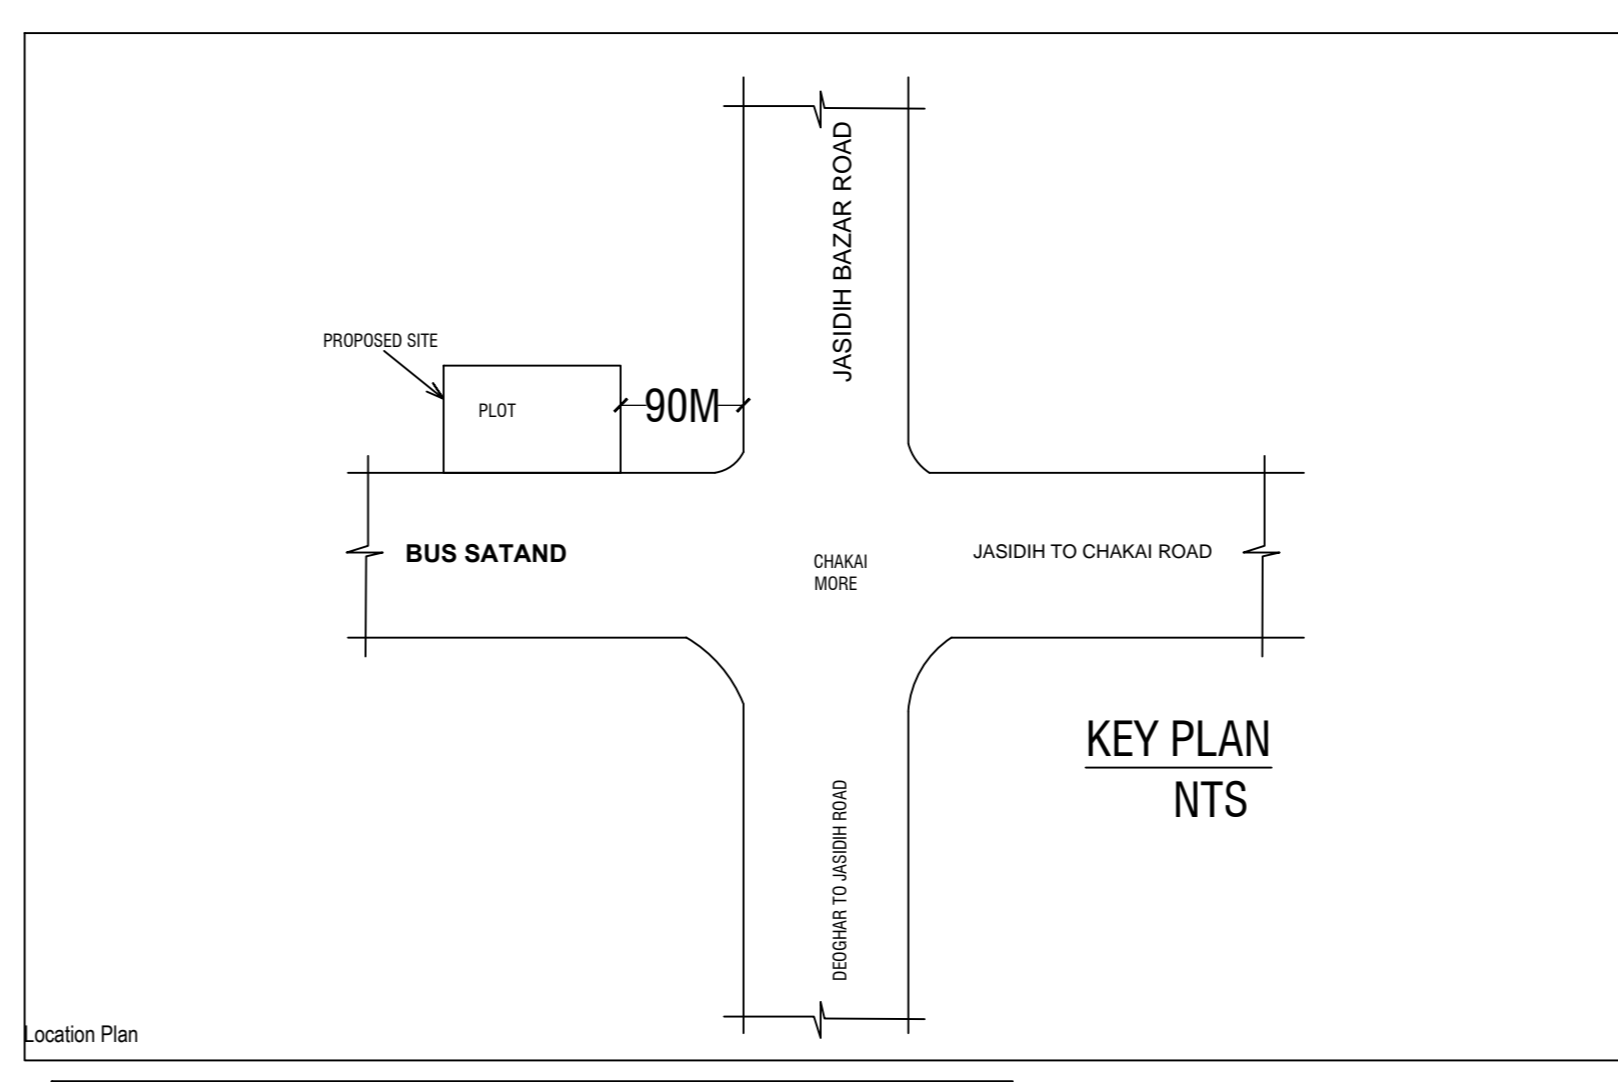 JASIDIH BAZAR ROAD
PROPOSED SITE
PLOT
90M
BUS SATAND
CHAKAI
MORE
JASIDIH TO CHAKAI ROAD
KEY PLAN
NTS
DEOGHAR TO JASIDIH ROAD
Location Plan